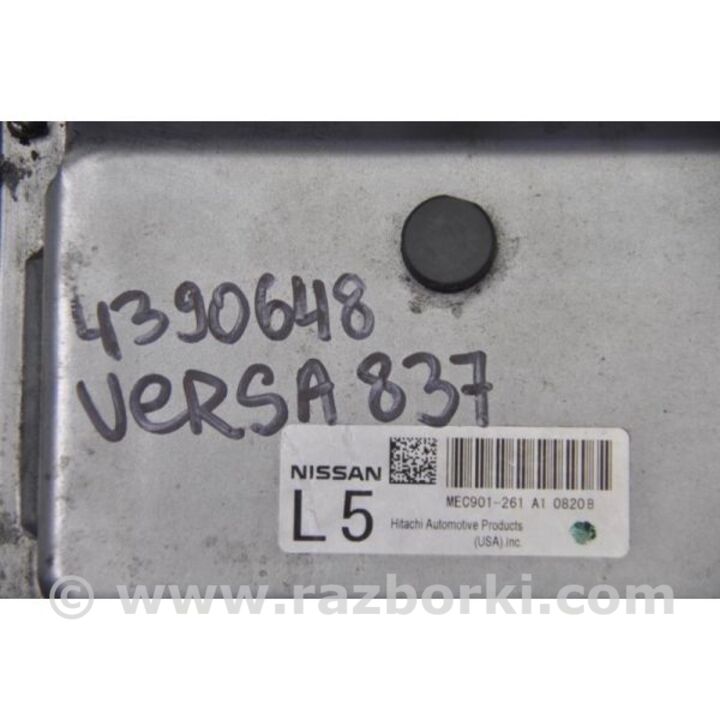 4390648
VERSA 837
NISSAN
L5
MEC901-261 A1 0820B
Hitachi Automotive Products
(USA).Inc.
© www.razborki.com